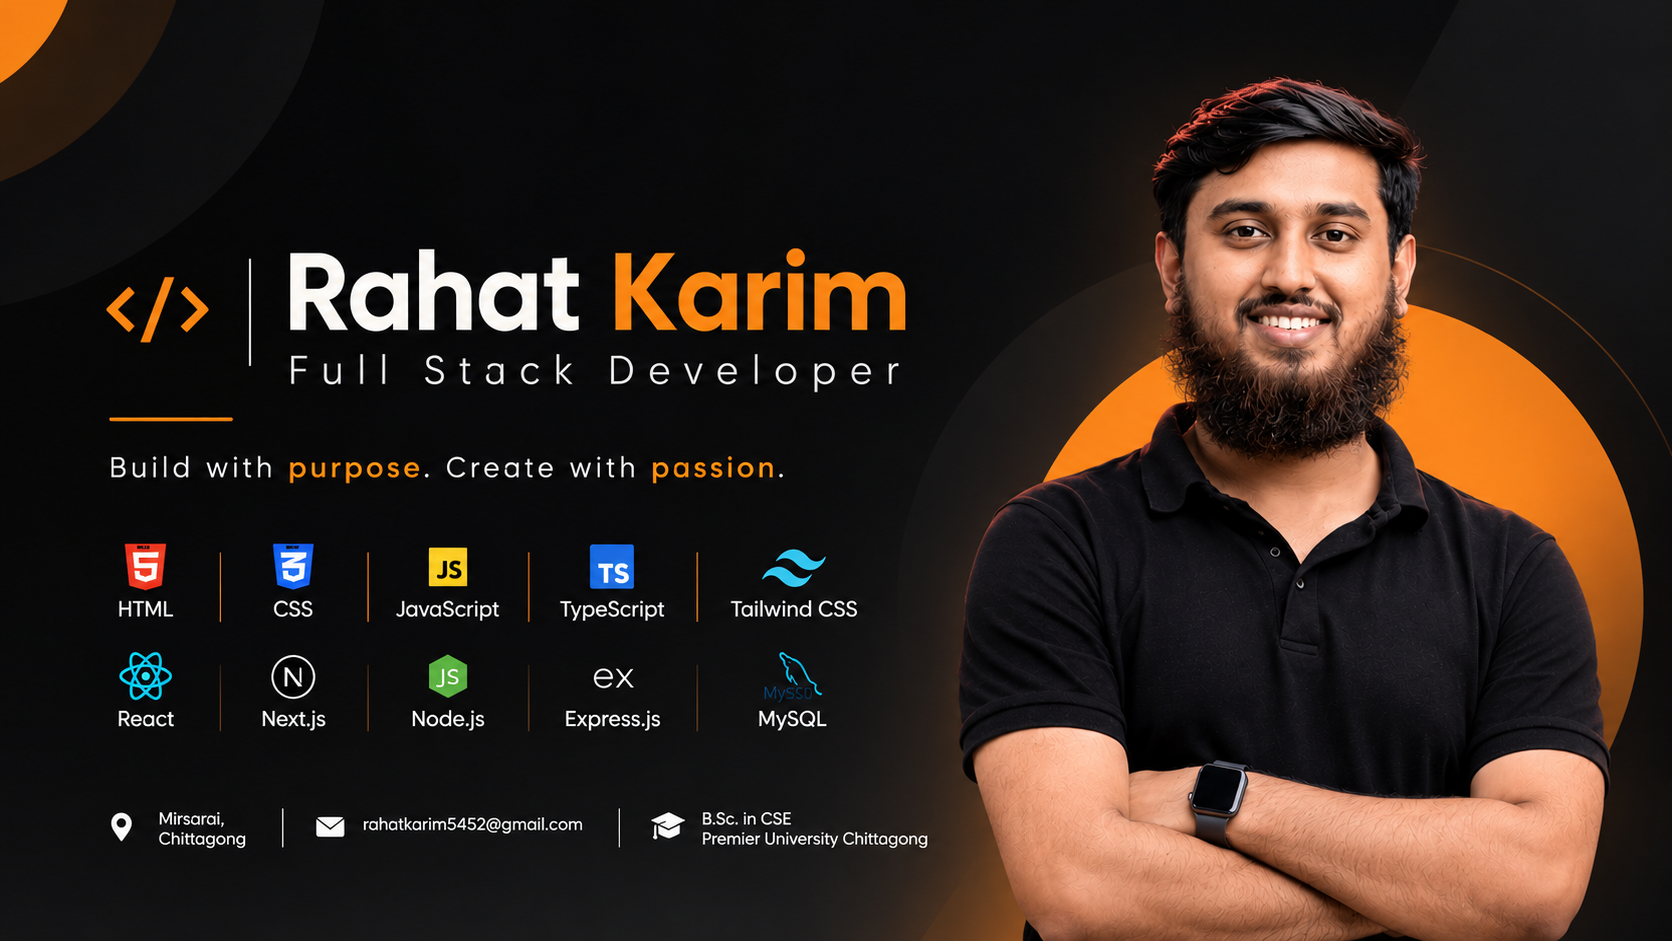 </>
Rahat Karim
Full Stack Developer
Build with purpose. Create with passion.
5
3
JS
TS
HTML
CSS
JavaScript
TypeScript
Tailwind CSS
N
JS
ex
React
Next.js
Node.js
Express.js
MySQL
Mirsarai,
Chittagong
rahatkarim5452@gmail.com
B.Sc. in CSE
Premier University Chittagong